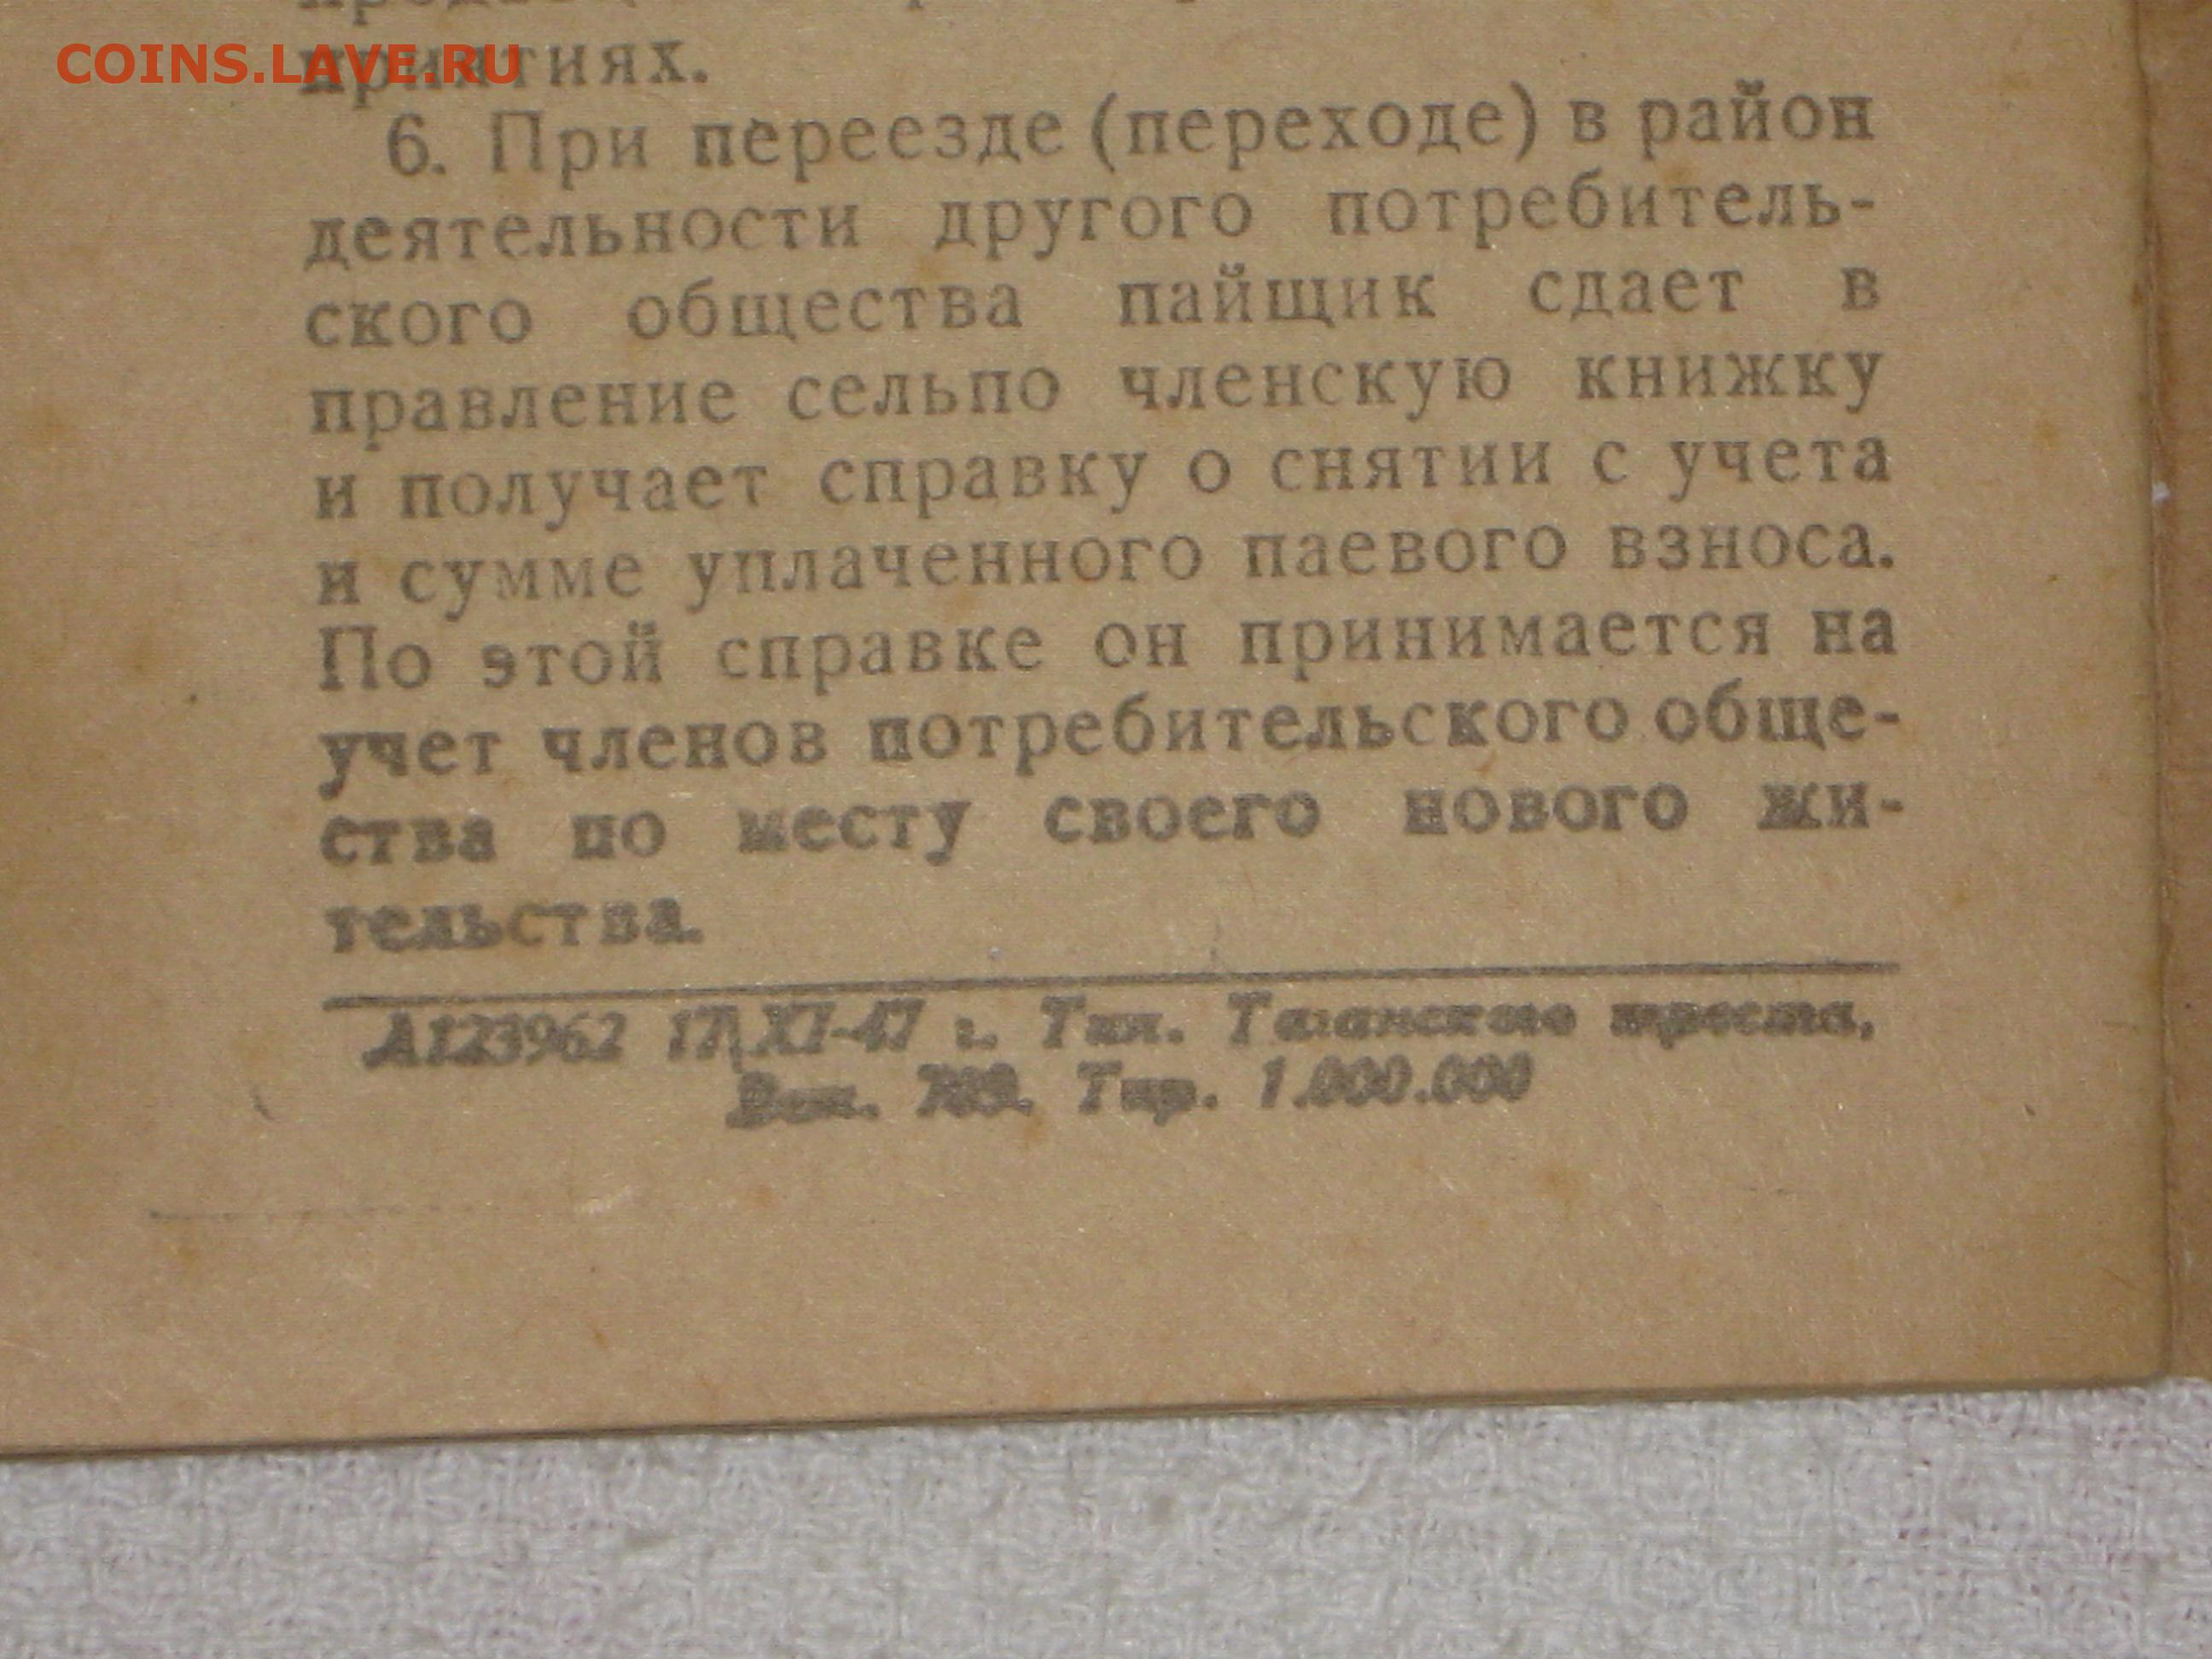 COINS.LAVE.RU
приятиях.
6. При переезде (переходе) в район
деятельности другого потребитель-
ского общества пайщик сдает в
правление сельпо членскую книжку
и получает справку о снятии с учета
и сумме уплаченного паевого взноса.
По этой справке он принимается на
учет членов потребительского обще-
ства по месту своего нового жи-
тельства.
А123962 17|XI-47 г. Тип. треста,
Тир. 1.000.000